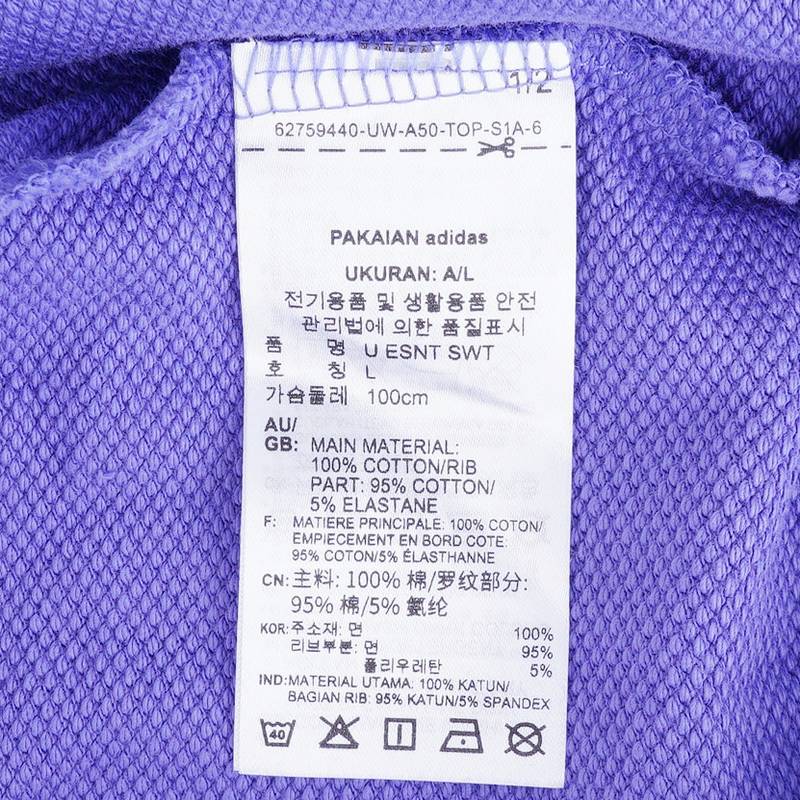 1/2
62759440-UW-A50-TOP-S1A-6
PAKAIAN adidas
UKURAN: A/L
전기용품 및 생활용품 안전
관리법에 의한 품질표시
품 명 U ESNT SWT
호 칭 L
가슴둘레 100cm
AU/
GB: MAIN MATERIAL:
100% COTTON/RIB
PART: 95% COTTON/
5% ELASTANE
F: MATIERE PRINCIPALE: 100% COTON/
EMPIECEMENT EN BORD COTE:
95% COTON/5% ÉLASTHANNE
CN: 主料: 100% 棉/罗纹部分:
95% 棉/5% 氨纶
KOR: 주소재: 면 100%
리브부분: 면 95%
폴리우레탄 5%
IND: MATERIAL UTAMA: 100% KATUN/
BAGIAN RIB: 95% KATUN/5% SPANDEX
40